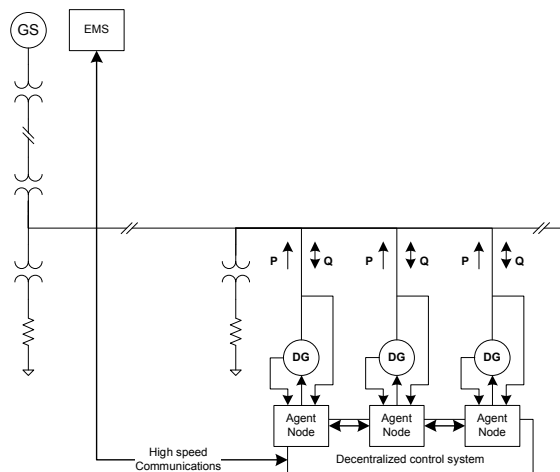 GS
EMS
P
Q
P
Q
P
Q
DG
DG
DG
Agent
Node
Agent
Node
Agent
Node
High speed
Communications
Decentralized control system